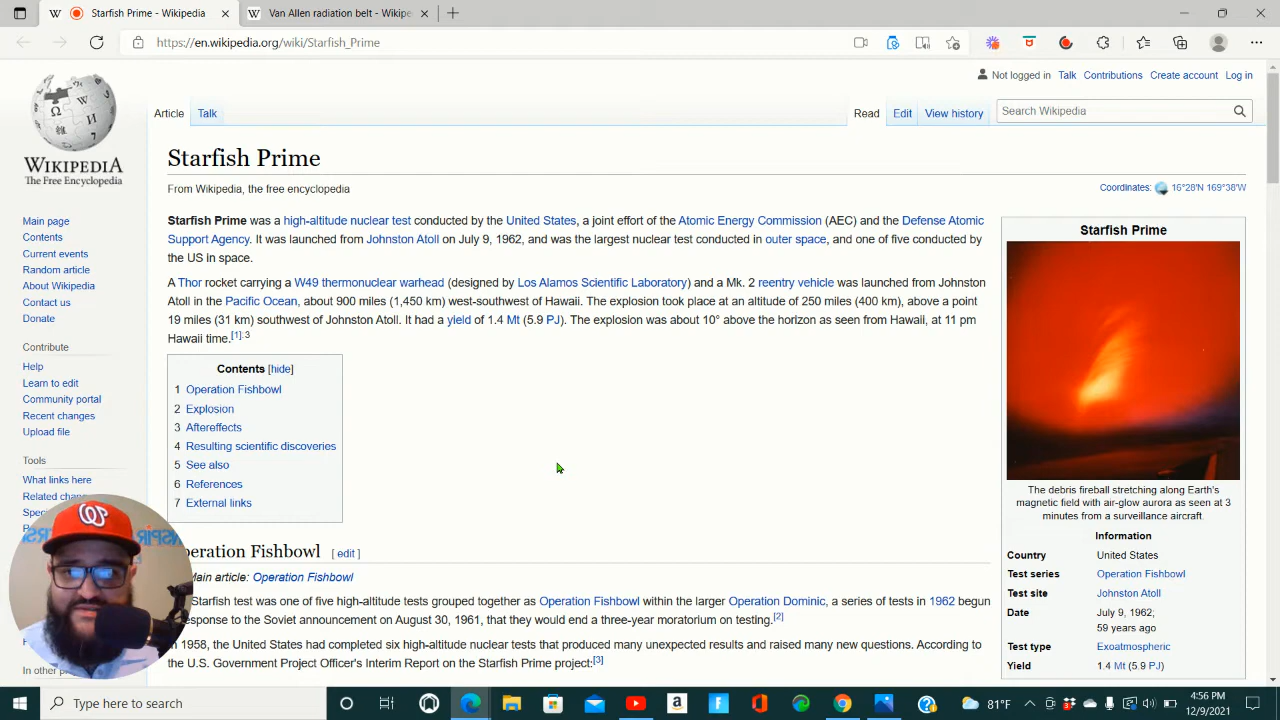 Starfish Prime - Wikipedia
Van Allen radiation belt - Wikipe
https://en.wikipedia.org/wiki/Starfish_Prime
Not logged in Talk Contributions Create account Log in
Article Talk Read Edit View history Search Wikipedia
WIKIPEDIA
The Free Encyclopedia
Main page
Contents
Current events
Random article
About Wikipedia
Contact us
Donate
Contribute
Help
Learn to edit
Community portal
Recent changes
Upload file
Tools
What links here
Related chan
Spec
In other
Starfish Prime
From Wikipedia, the free encyclopedia
Coordinates: 16°28′N 169°38′W
Starfish Prime was a high-altitude nuclear test conducted by the United States, a joint effort of the Atomic Energy Commission (AEC) and the Defense Atomic
Support Agency. It was launched from Johnston Atoll on July 9, 1962, and was the largest nuclear test conducted in outer space, and one of five conducted by
the US in space.
A Thor rocket carrying a W49 thermonuclear warhead (designed by Los Alamos Scientific Laboratory) and a Mk. 2 reentry vehicle was launched from Johnston
Atoll in the Pacific Ocean, about 900 miles (1,450 km) west-southwest of Hawaii. The explosion took place at an altitude of 250 miles (400 km), above a point
19 miles (31 km) southwest of Johnston Atoll. It had a yield of 1.4 Mt (5.9 PJ). The explosion was about 10° above the horizon as seen from Hawaii, at 11 pm
Hawaii time.[1]:3
Contents [hide]
1 Operation Fishbowl
2 Explosion
3 Aftereffects
4 Resulting scientific discoveries
5 See also
6 References
7 External links
peration Fishbowl [ edit ]
Main article: Operation Fishbowl
Starfish test was one of five high-altitude tests grouped together as Operation Fishbowl within the larger Operation Dominic, a series of tests in 1962 begun
response to the Soviet announcement on August 30, 1961, that they would end a three-year moratorium on testing.[2]
n 1958, the United States had completed six high-altitude nuclear tests that produced many unexpected results and raised many new questions. According to
the U.S. Government Project Officer's Interim Report on the Starfish Prime project:[3]
Starfish Prime
The debris fireball stretching along Earth's
magnetic field with air-glow aurora as seen at 3
minutes from a surveillance aircraft.
Information
Country United States
Test series Operation Fishbowl
Test site Johnston Atoll
Date July 9, 1962;
59 years ago
Test type Exoatmospheric
Yield 1.4 Mt (5.9 PJ)
Type here to search
81°F
4:56 PM
12/9/2021